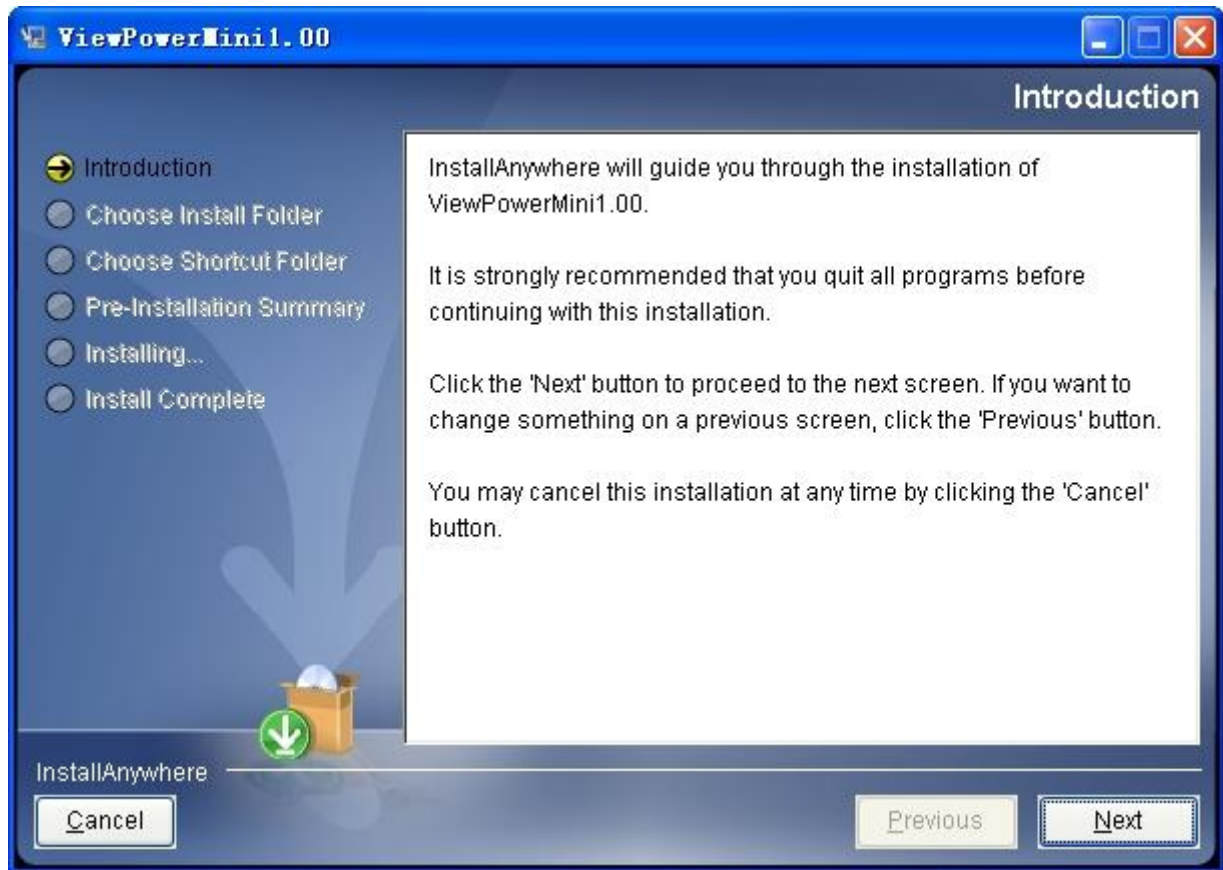 ViewPowerMini1.00
Introduction
Introduction
Choose Install Folder
Choose Shortcut Folder
Pre-Installation Summary
Installing...
Install Complete
InstallAnywhere will guide you through the installation of
ViewPowerMini1.00.
It is strongly recommended that you quit all programs before
continuing with this installation.
Click the 'Next' button to proceed to the next screen. If you want to
change something on a previous screen, click the 'Previous' button.
You may cancel this installation at any time by clicking the 'Cancel'
button.
InstallAnywhere
Cancel
Previous
Next